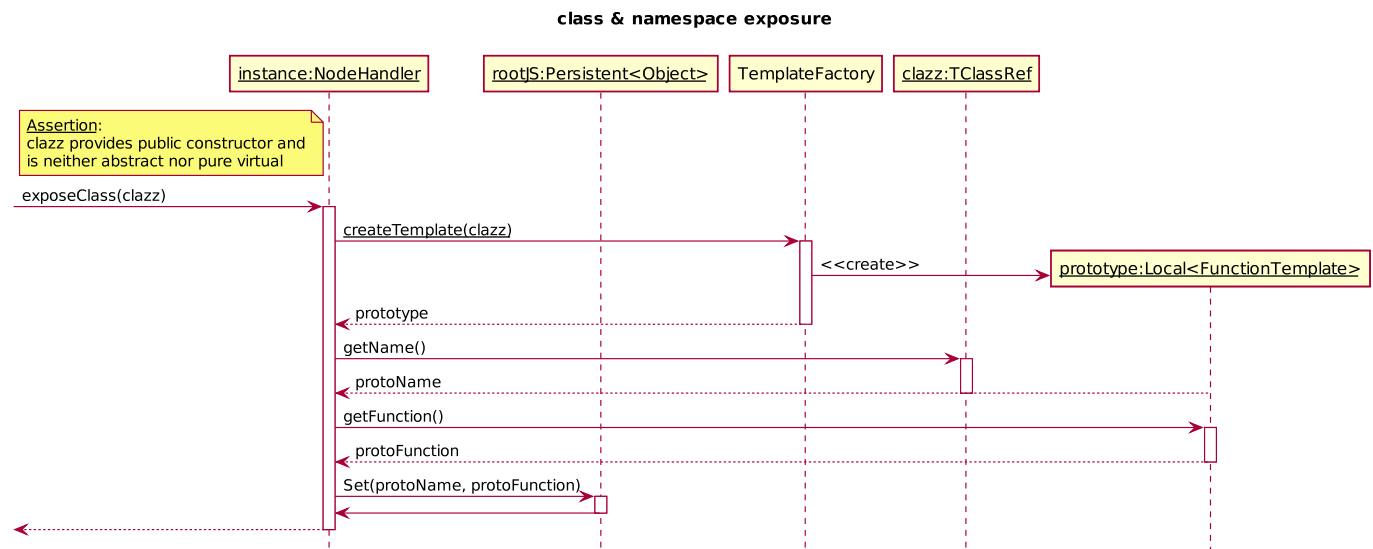 class & namespace exposure
instance:NodeHandler
rootJS:Persistent<Object>
TemplateFactory
clazz:TClassRef
Assertion:
clazz provides public constructor and
is neither abstract nor pure virtual
exposeClass(clazz)
createTemplate(clazz)
<<create>>
prototype:Local<FunctionTemplate>
prototype
getName()
protoName
getFunction()
protoFunction
Set(protoName, protoFunction)